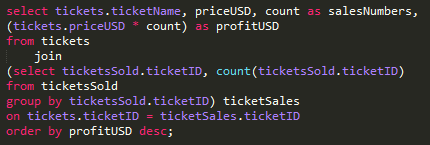 select tickets.ticketName, priceUSD, count as salesNumbers,
(tickets.priceUSD * count) as profitUSD
from tickets
join
(select ticketsSold.ticketID, count(ticketsSold.ticketID)
from ticketsSold
group by ticketsSold.ticketID) ticketSales
on tickets.ticketID = ticketSales.ticketID
order by profitUSD desc;